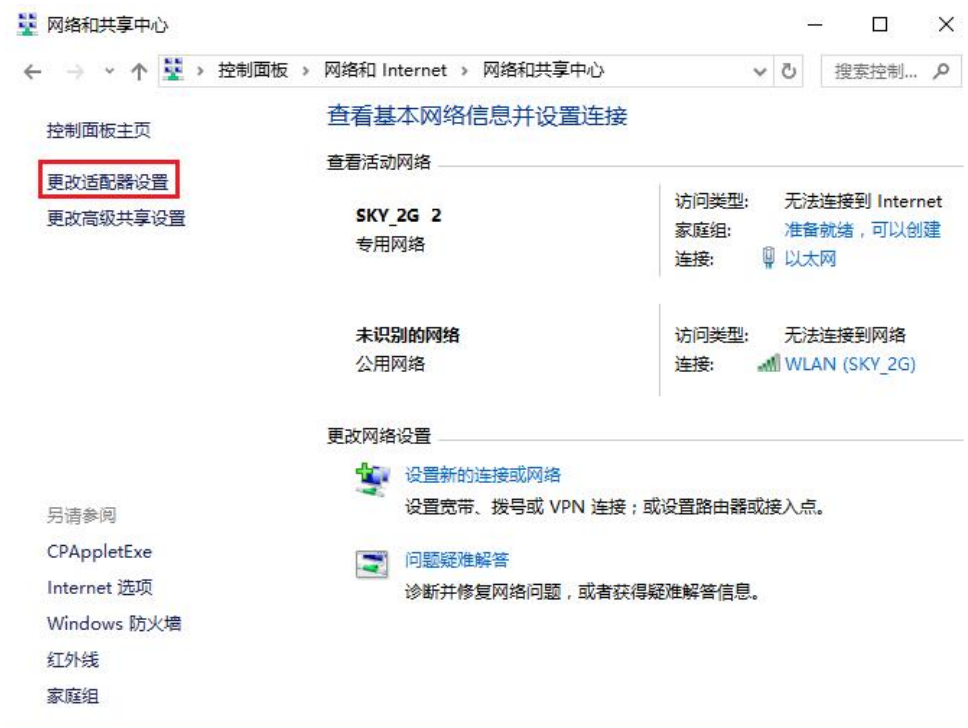 网络和共享中心
控制面板 › 网络和 Internet › 网络和共享中心
搜索控制...
控制面板主页
更改适配器设置
更改高级共享设置
查看基本网络信息并设置连接
查看活动网络
SKY_2G 2
专用网络
访问类型: 无法连接到 Internet
家庭组: 准备就绪，可以创建
连接: 以太网
未识别的网络
公用网络
访问类型: 无法连接到网络
连接: WLAN (SKY_2G)
更改网络设置
设置新的连接或网络
设置宽带、拨号或 VPN 连接；或设置路由器或接入点。
问题疑难解答
诊断并修复网络问题，或者获得疑难解答信息。
另请参阅
CPAppletExe
Internet 选项
Windows 防火墙
红外线
家庭组